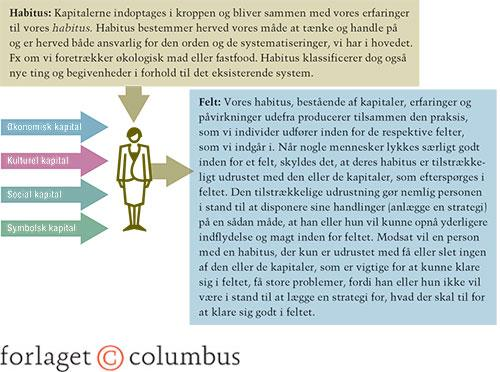 Habitus: Kapitalerne indoptages i kroppen og bliver sammen med vores erfaringer
til vores habitus. Habitus bestemmer herved vores måde at tænke og handle på
og er herved både ansvarlig for den orden og de systematiseringer, vi har i hovedet.
Fx om vi foretrækker økologisk mad eller fastfood. Habitus klassificerer dog også
nye ting og begivenheder i forhold til det eksisterende system.
Økonomisk kapital
Kulturel kapital
Social kapital
Symbolsk kapital
Felt: Vores habitus, bestående af kapitaler, erfaringer og
påvirkninger udefra producerer tilsammen den praksis,
som vi individer udfører inden for de respektive felter,
som vi indgår i. Når nogle mennesker lykkes særligt godt
inden for et felt, skyldes det, at deres habitus er tilstrække-
ligt udrustet med den eller de kapitaler, som efterspørges i
feltet. Den tilstrækkelige udrustning gør nemlig personen
i stand til at disponere sine handlinger (anlægge en strategi)
på en sådan måde, at han eller hun vil kunne opnå yderligere
indflydelse og magt inden for feltet. Modsat vil en person
med en habitus, der kun er udrustet med få eller slet ingen
af den eller de kapitaler, som er vigtige for at kunne klare
sig i feltet, få store problemer, fordi han eller hun ikke vil
være i stand til at lægge en strategi for, hvad der skal til for
at klare sig godt i feltet.
forlaget © columbus